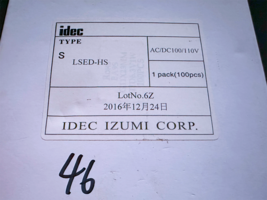 idec
TYPE
S LSED-HS
AC/DC100/110V
1 pack(100pcs)
LotNo.6Z
2016年12月24日
IDEC IZUMI CORP.
46